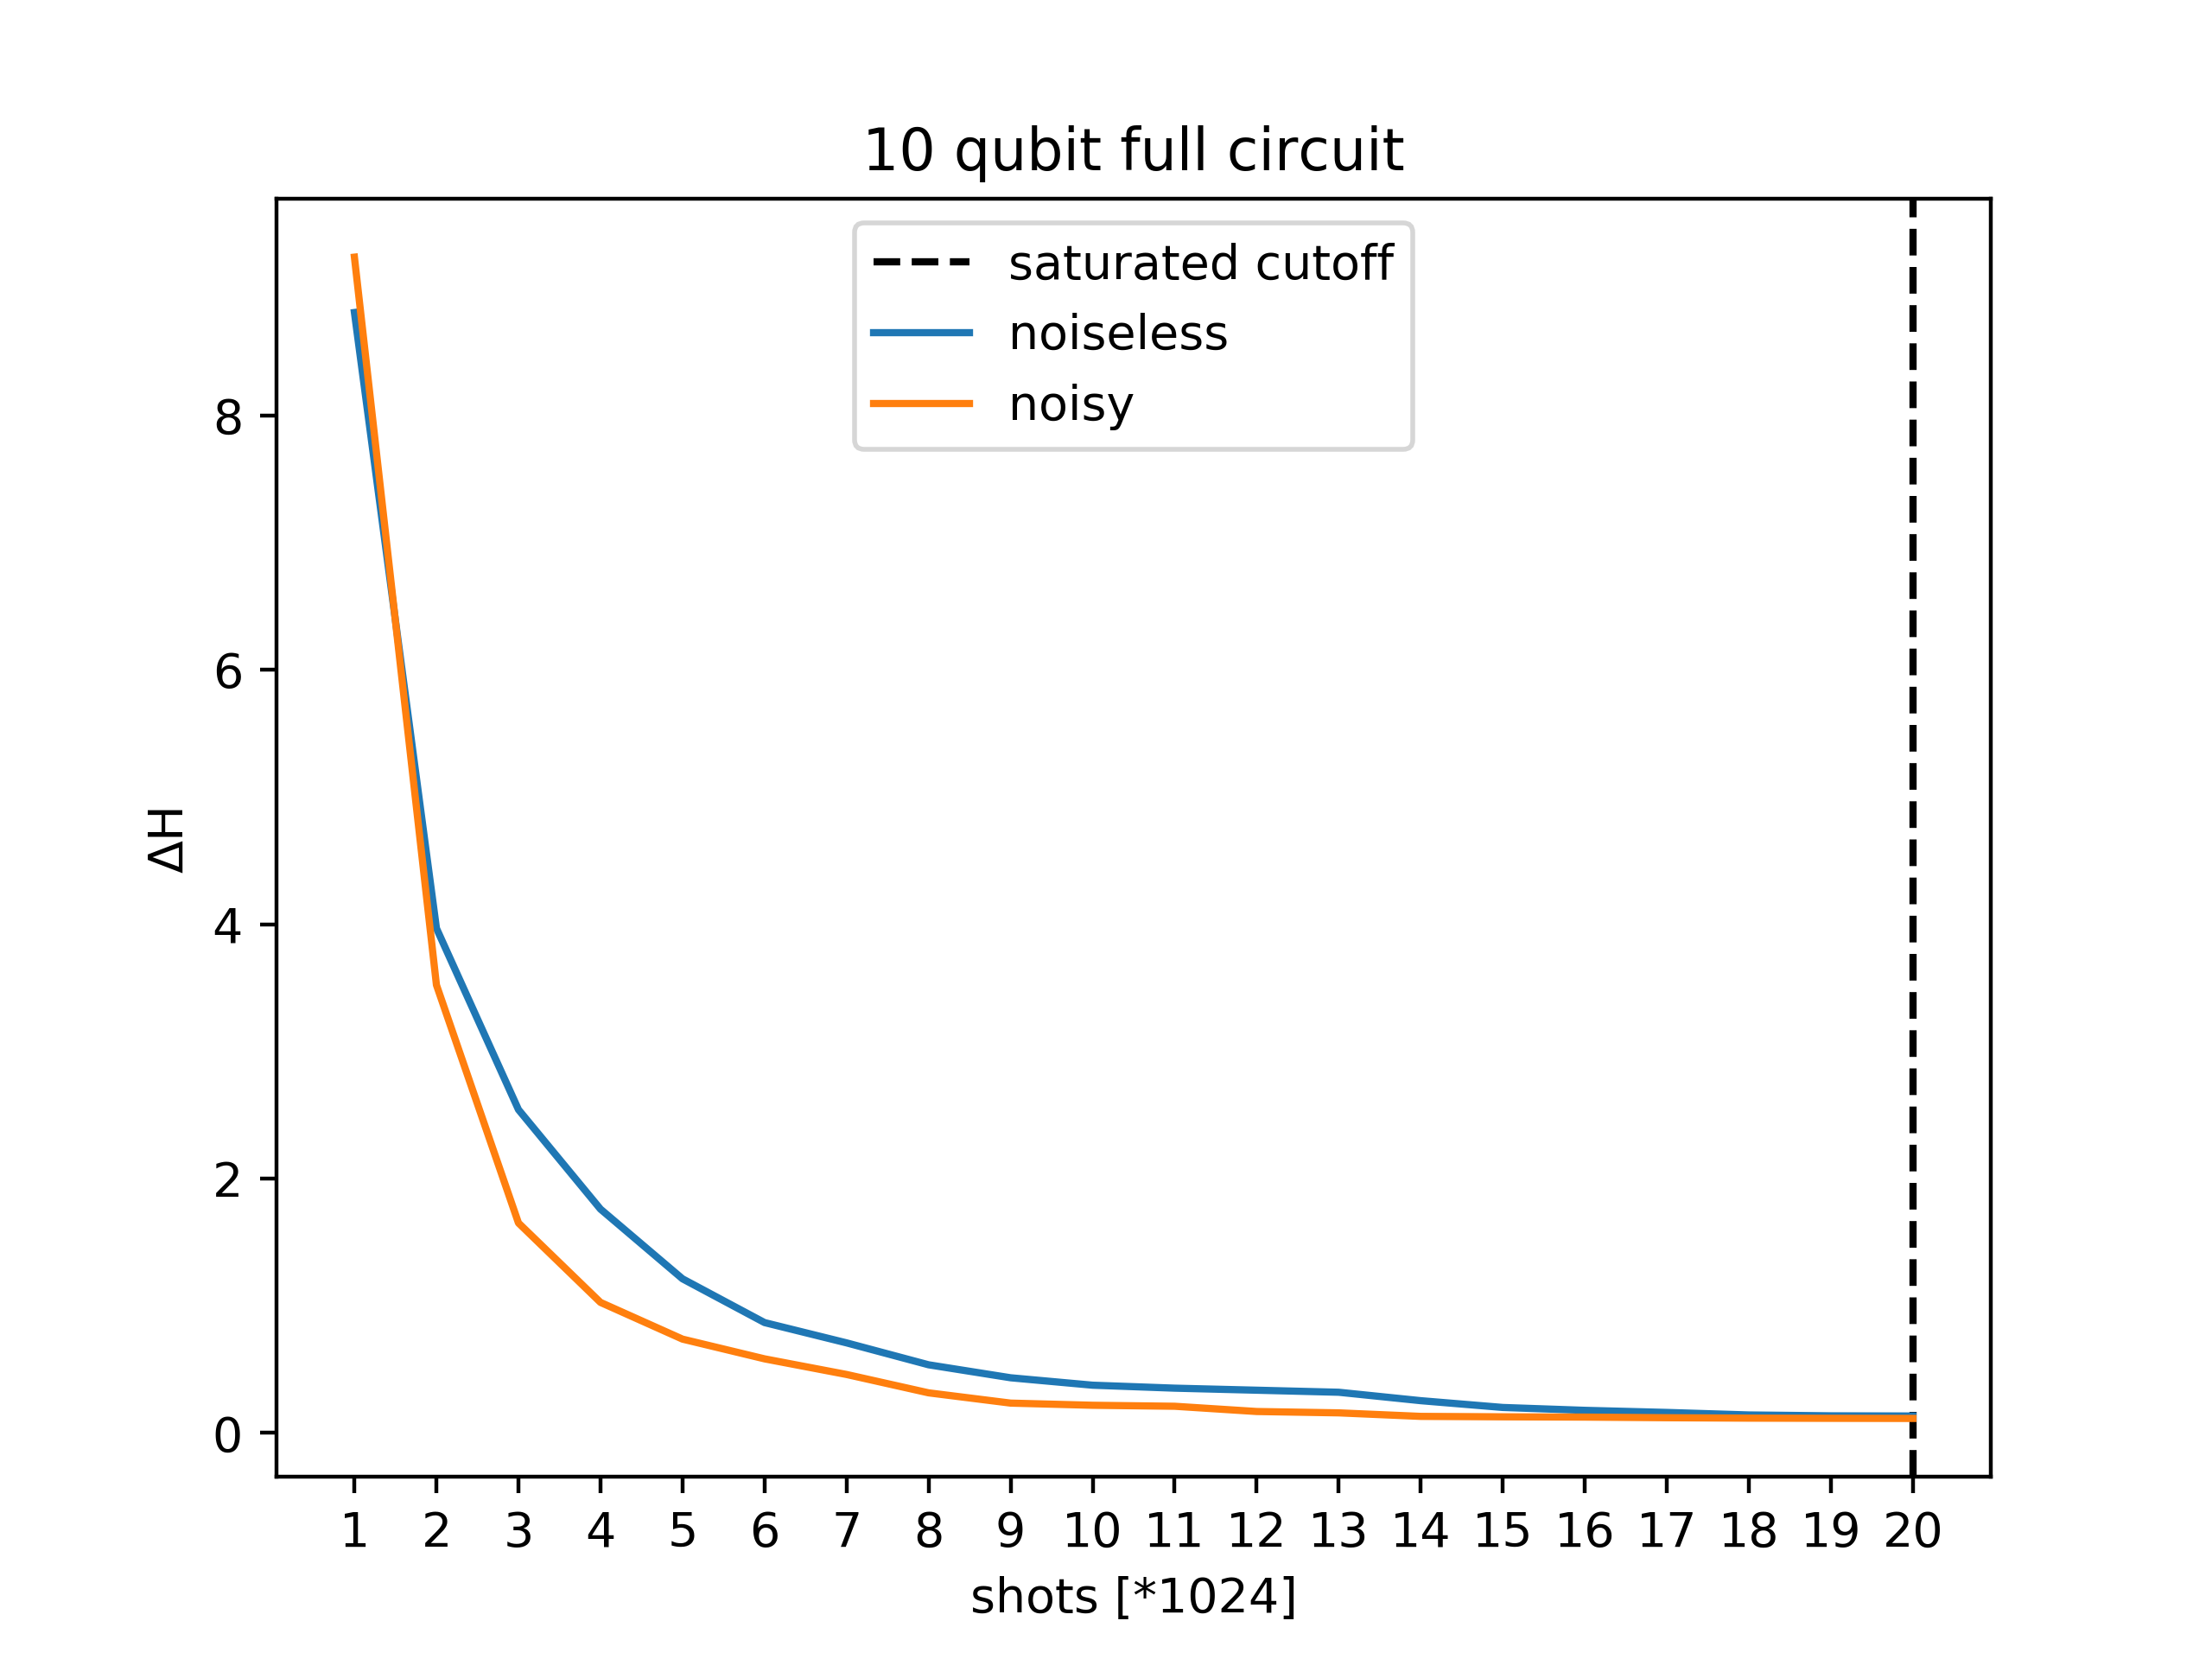 10 qubit full circuit
saturated cutoff
noiseless
noisy
8
6
4
2
0
ΔH
1 2 3 4 5 6 7 8 9 10 11 12 13 14 15 16 17 18 19 20
shots [*1024]